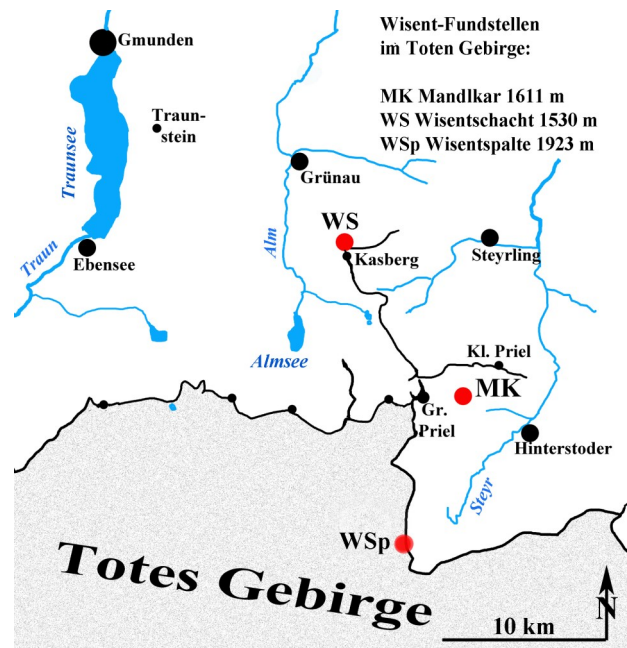 Wisent-Fundstellen
im Toten Gebirge:
MK Mandlkar 1611 m
WS Wisentschacht 1530 m
WSp Wisentspalte 1923 m
Gmunden
Traun-
stein
Traunsee
Grünau
WS
Alm
Kasberg
Steyrling
Traun
Ebensee
Almsee
Kl. Priel
MK
Gr.
Priel
Hinterstoder
Steyr
WSp
Totes Gebirge
N
10 km